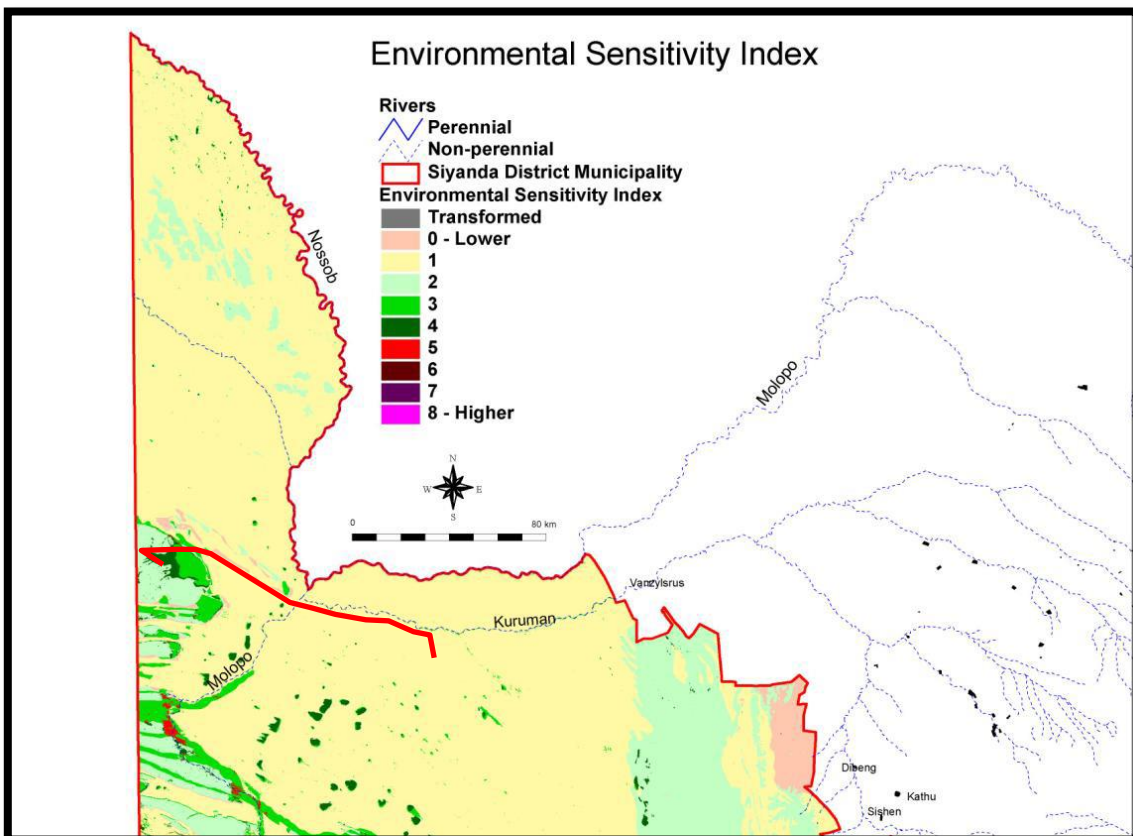 Environmental Sensitivity Index
Rivers
Perennial
Non-perennial
Siyanda District Municipality
Environmental Sensitivity Index
Transformed
0 - Lower
1
2
3
4
5
6
7
8 - Higher
Nossob
Molopo
N
W E
S
0 80 km
Vanzylsrus
Kuruman
Molopo
Dibeng
Kathu
Sishen